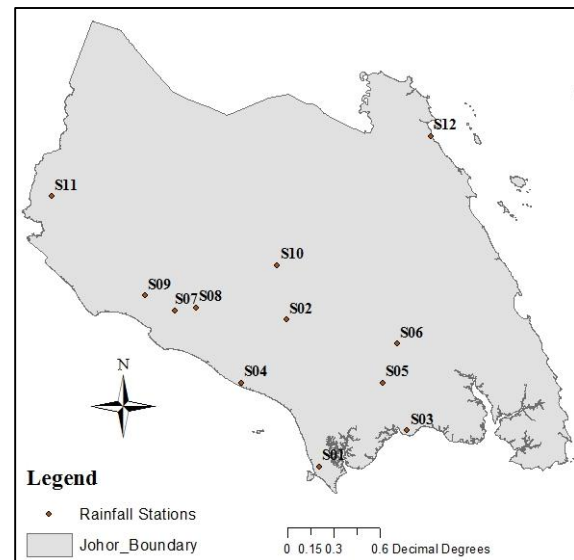 S12
S11
S10
S09
S07 S08
S02
S06
N
S04
S05
S03
S01
Legend
Rainfall Stations
Johor_Boundary
0 0.15 0.3 0.6 Decimal Degrees